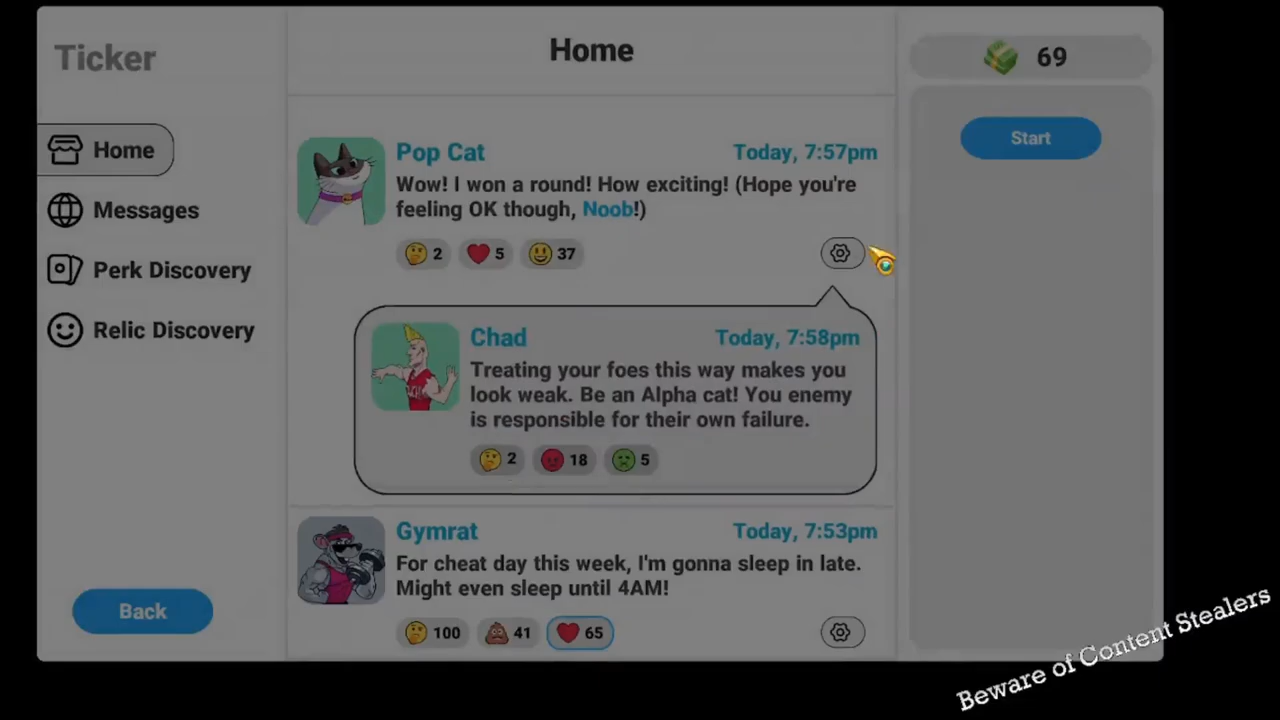 Ticker
Home
Messages
Perk Discovery
Relic Discovery
Back
Home
Pop Cat
Today, 7:57pm
Wow! I won a round! How exciting! (Hope you're
feeling OK though, Noob!)
2
5
37
Chad
Today, 7:58pm
Treating your foes this way makes you
look weak. Be an Alpha cat! You enemy
is responsible for their own failure.
2
18
5
Gymrat
Today, 7:53pm
For cheat day this week, I'm gonna sleep in late.
Might even sleep until 4AM!
100
41
65
69
Start
Beware of Content Stealers